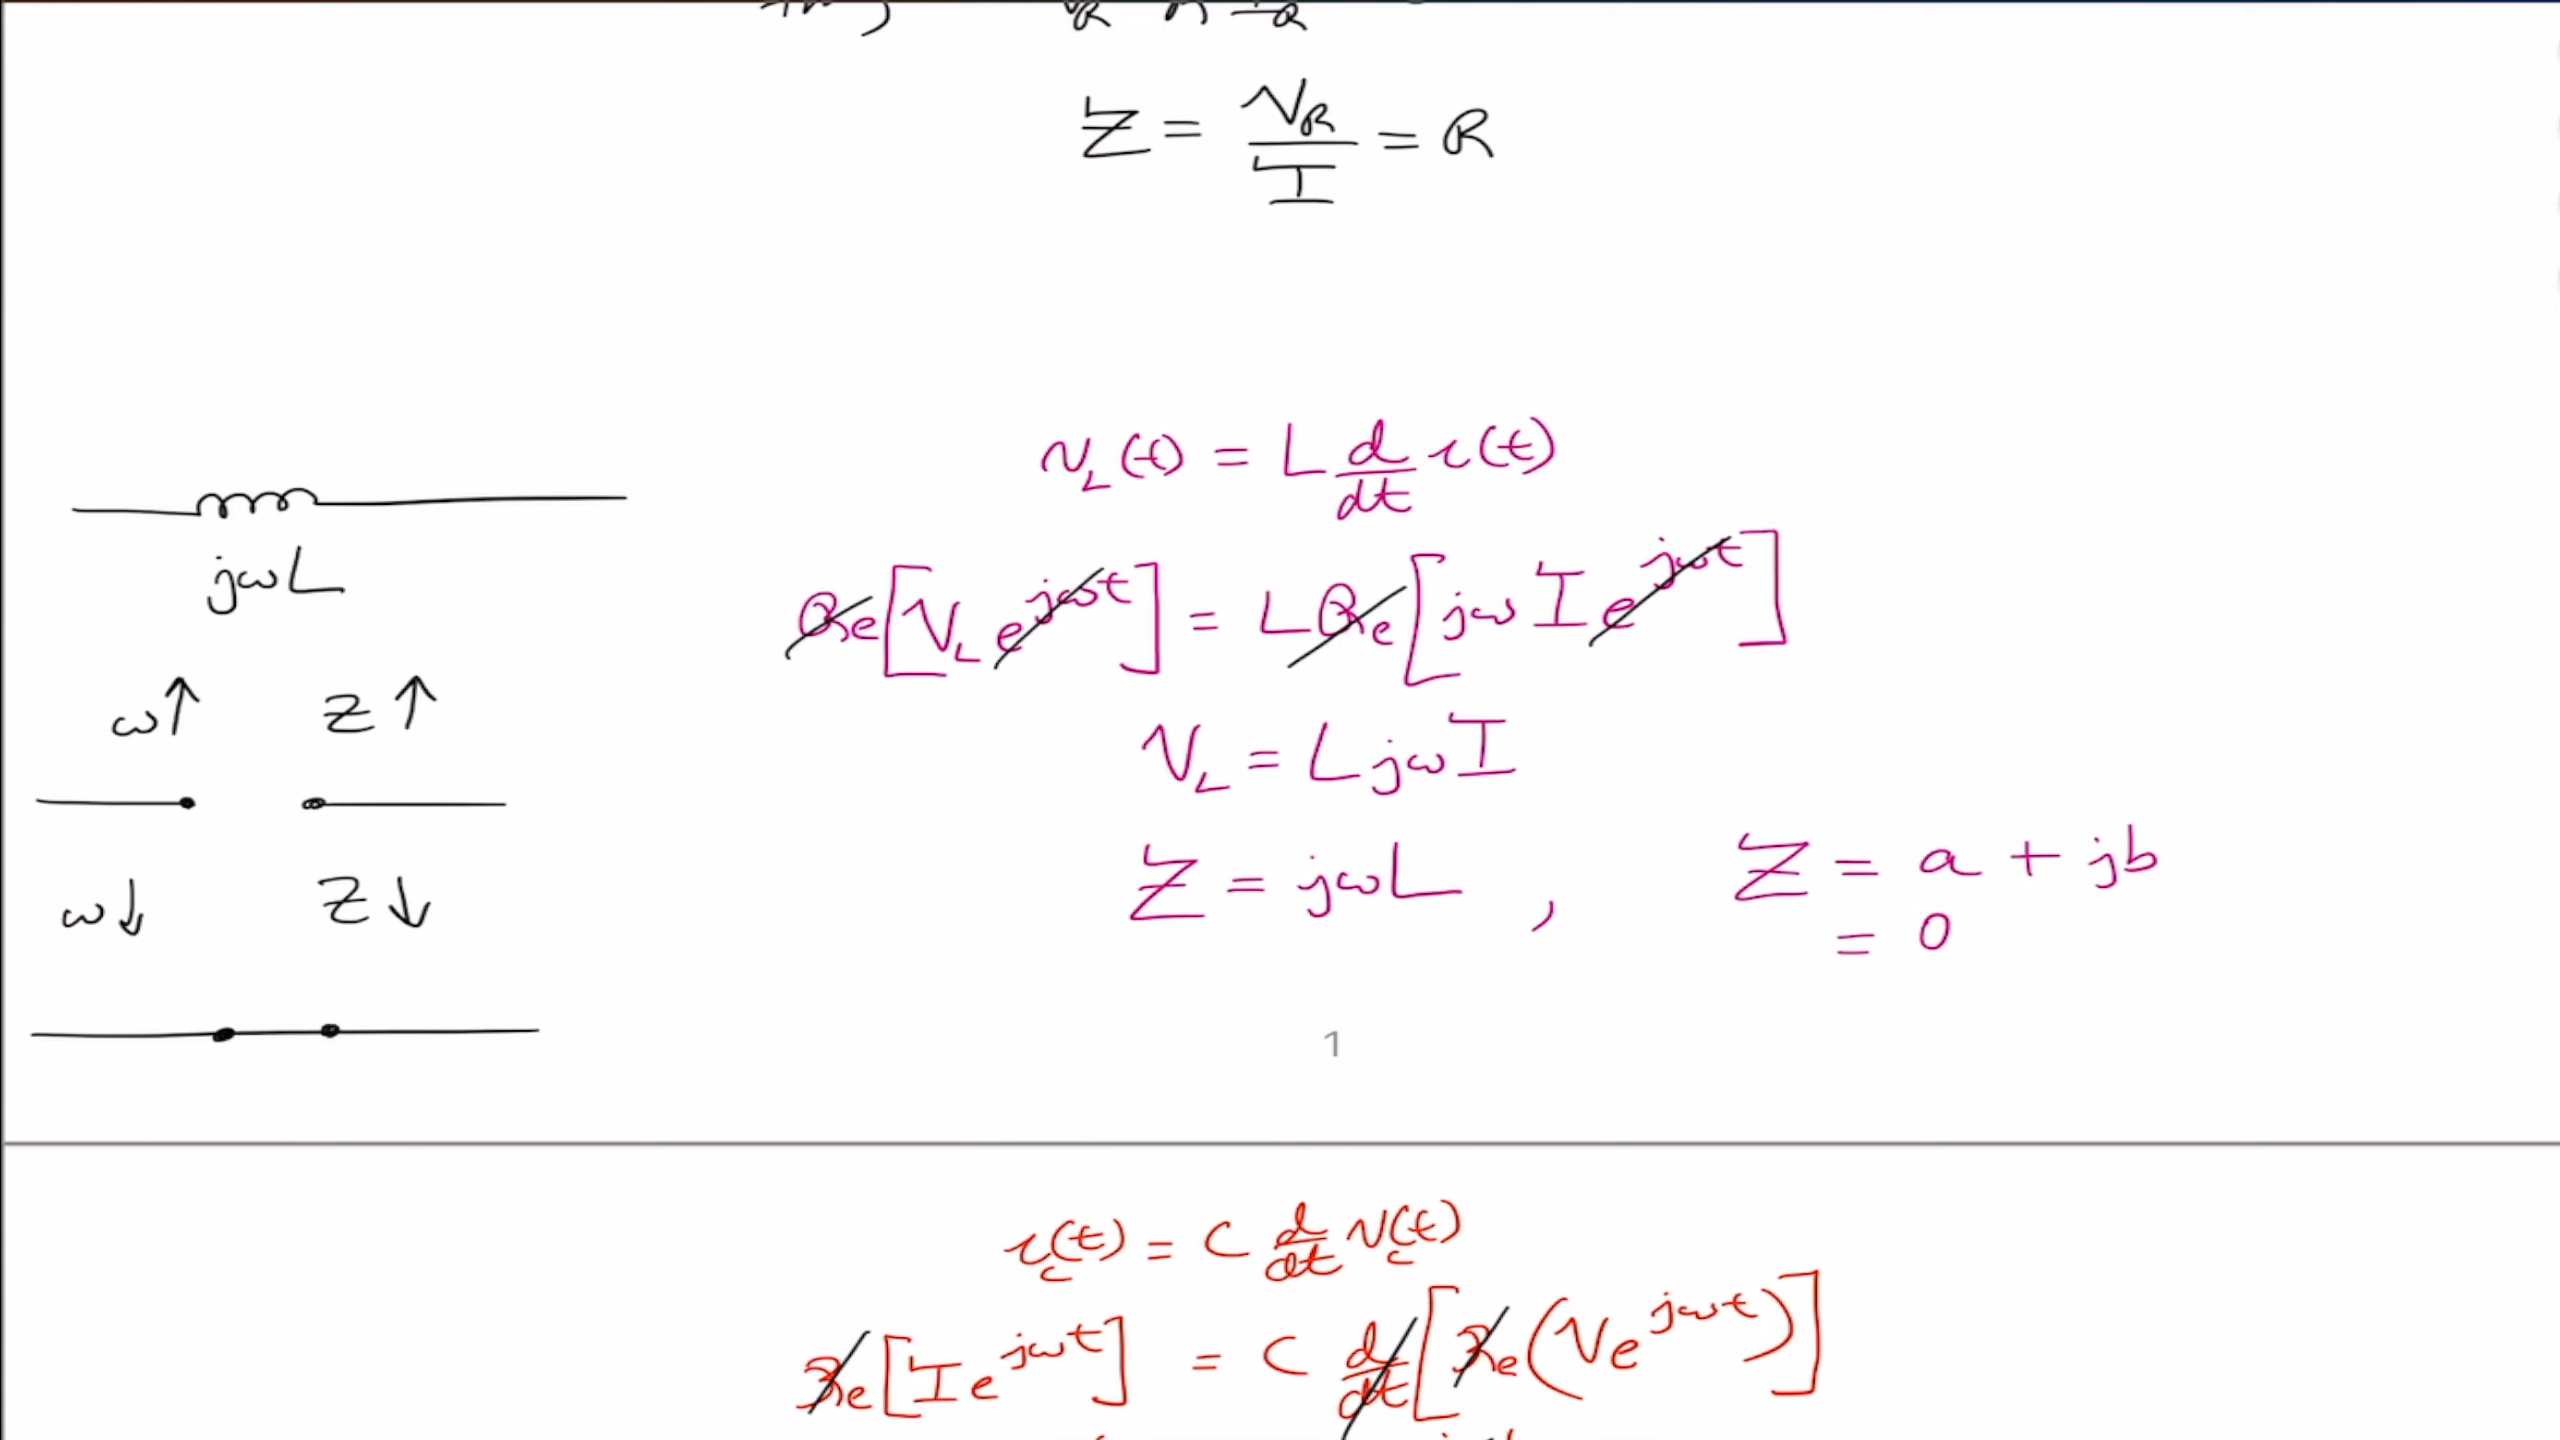 Z = V_R / I = R
v_L(t) = L d/dt i(t)
jωL
Re[V_L e^{jωt}] = L Re[jω I e^{jωt}]
ω↑ Z↑
V_L = L jω I
ω↓ Z↓
Z = jωL , Z = a + jb
= 0
1
i_c(t) = C d/dt V_c(t)
Re[I e^{jωt}] = C d/dt [Re(V e^{jωt})]